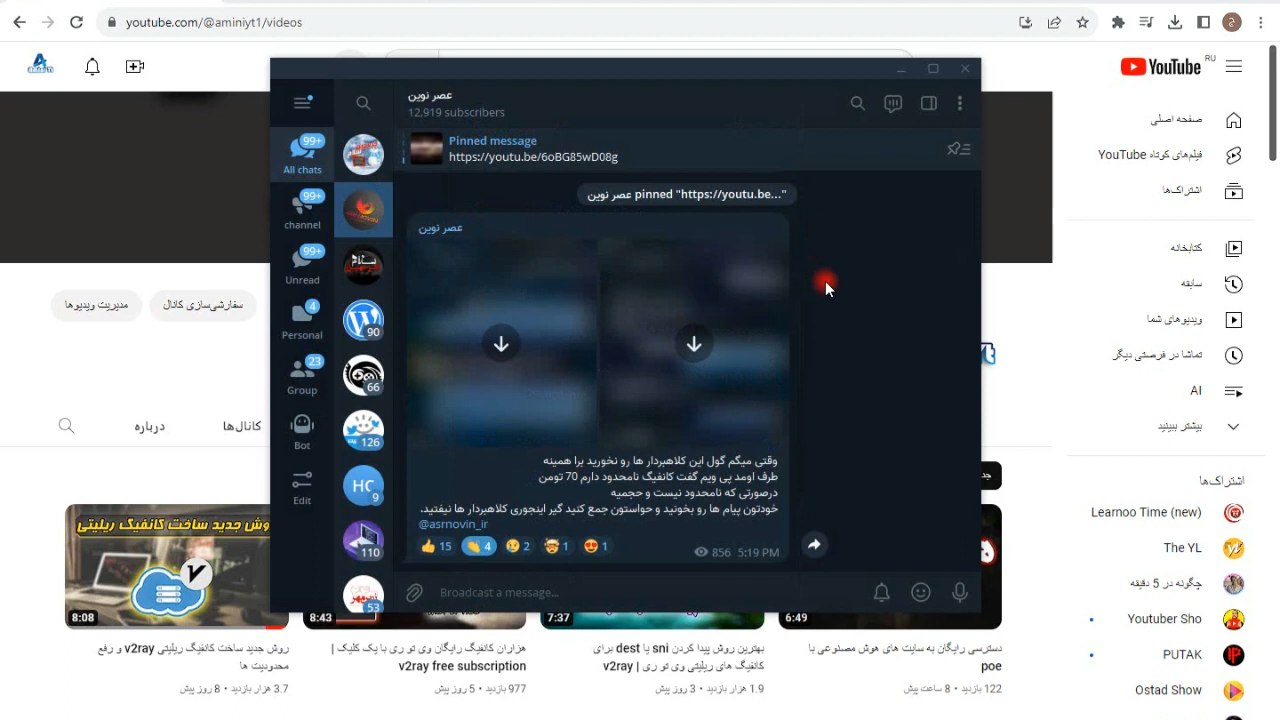 youtube.com/@aminiyt1/videos
YouTube RU
صفحه اصلی
فیلم‌های کوتاه YouTube
اشتراک‌ها
کتابخانه
سابقه
ویدیوهای شما
تماشا در فرصتی دیگر
AI
بیشتر ببینید
اشتراک‌ها
Learnoo Time (new)
The YL
چگونه در 5 دقیقه
Youtuber Sho
PUTAK
Ostad Show
سفارشی‌سازی کانال
مدیریت ویدیوها
کانال‌ها
درباره
99+
All chats
99+
channel
99+
Unread
4
Personal
23
Group
Bot
Edit
90
66
126
HC
9
110
53
عصر نوین
12,919 subscribers
Pinned message
https://youtu.be/6oBG85wD08g
عصر نوین pinned "https://youtu.be..."
عصر نوین
وقتی میگم گول این کلاهبردار ها رو نخورید برا همینه
طرف اومد پی ویم گفت کانفیگ نامحدود دارم 70 تومن
درصورتی که نامحدود نیست و حجمیه
خودتون پیام ها رو بخونید و حواستون جمع کنید گیر اینجوری کلاهبردار ها نیفتید.
@asrnovin_ir
15 4 2 1 1
856 5:19 PM
Broadcast a message...
روش جدید ساخت کانفیگ ریلیتی
8:08
8:43
7:37
6:49
دسترسی رایگان به سایت های هوش مصنوعی با
poe
122 بازدید • 8 ساعت پیش
بهترین روش پیدا کردن sni یا dest برای
کانفیگ های ریلیتی وی تو ری | v2ray
1.9 هزار بازدید • 3 روز پیش
هزاران کانفیگ رایگان وی تو ری با یک کلیک |
v2ray free subscription
977 بازدید • 5 روز پیش
روش جدید ساخت کانفیگ ریلیتی v2ray و رفع
محدودیت ها
3.7 هزار بازدید • 8 روز پیش